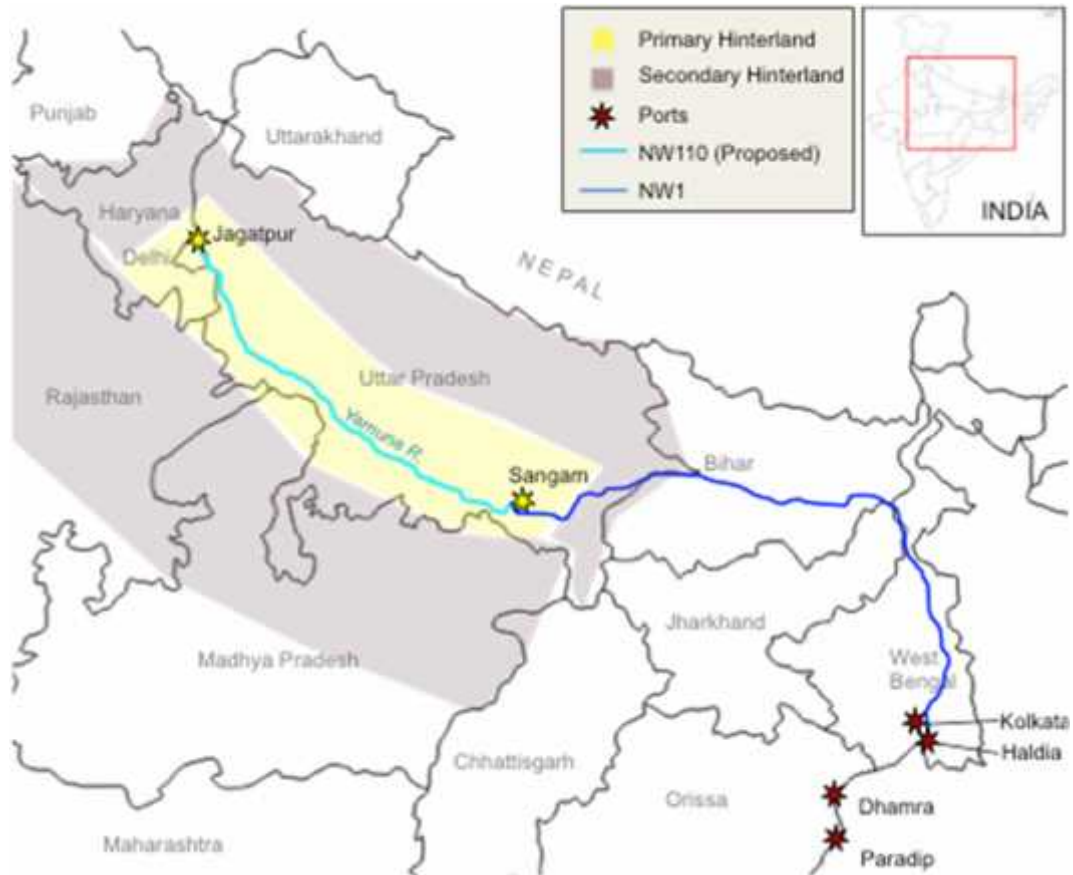 Primary Hinterland
Secondary Hinterland
Ports
NW110 (Proposed)
NW1
INDIA
Punjab
Uttarakhand
Haryana
Jagatpur
Delhi
NEPAL
Rajasthan
Uttar Pradesh
Yamuna R.
Sangam
Bihar
Jharkhand
Madhya Pradesh
West
Bengal
Kolkata
Haldia
Chhattisgarh
Orissa
Dhamra
Maharashtra
Paradip